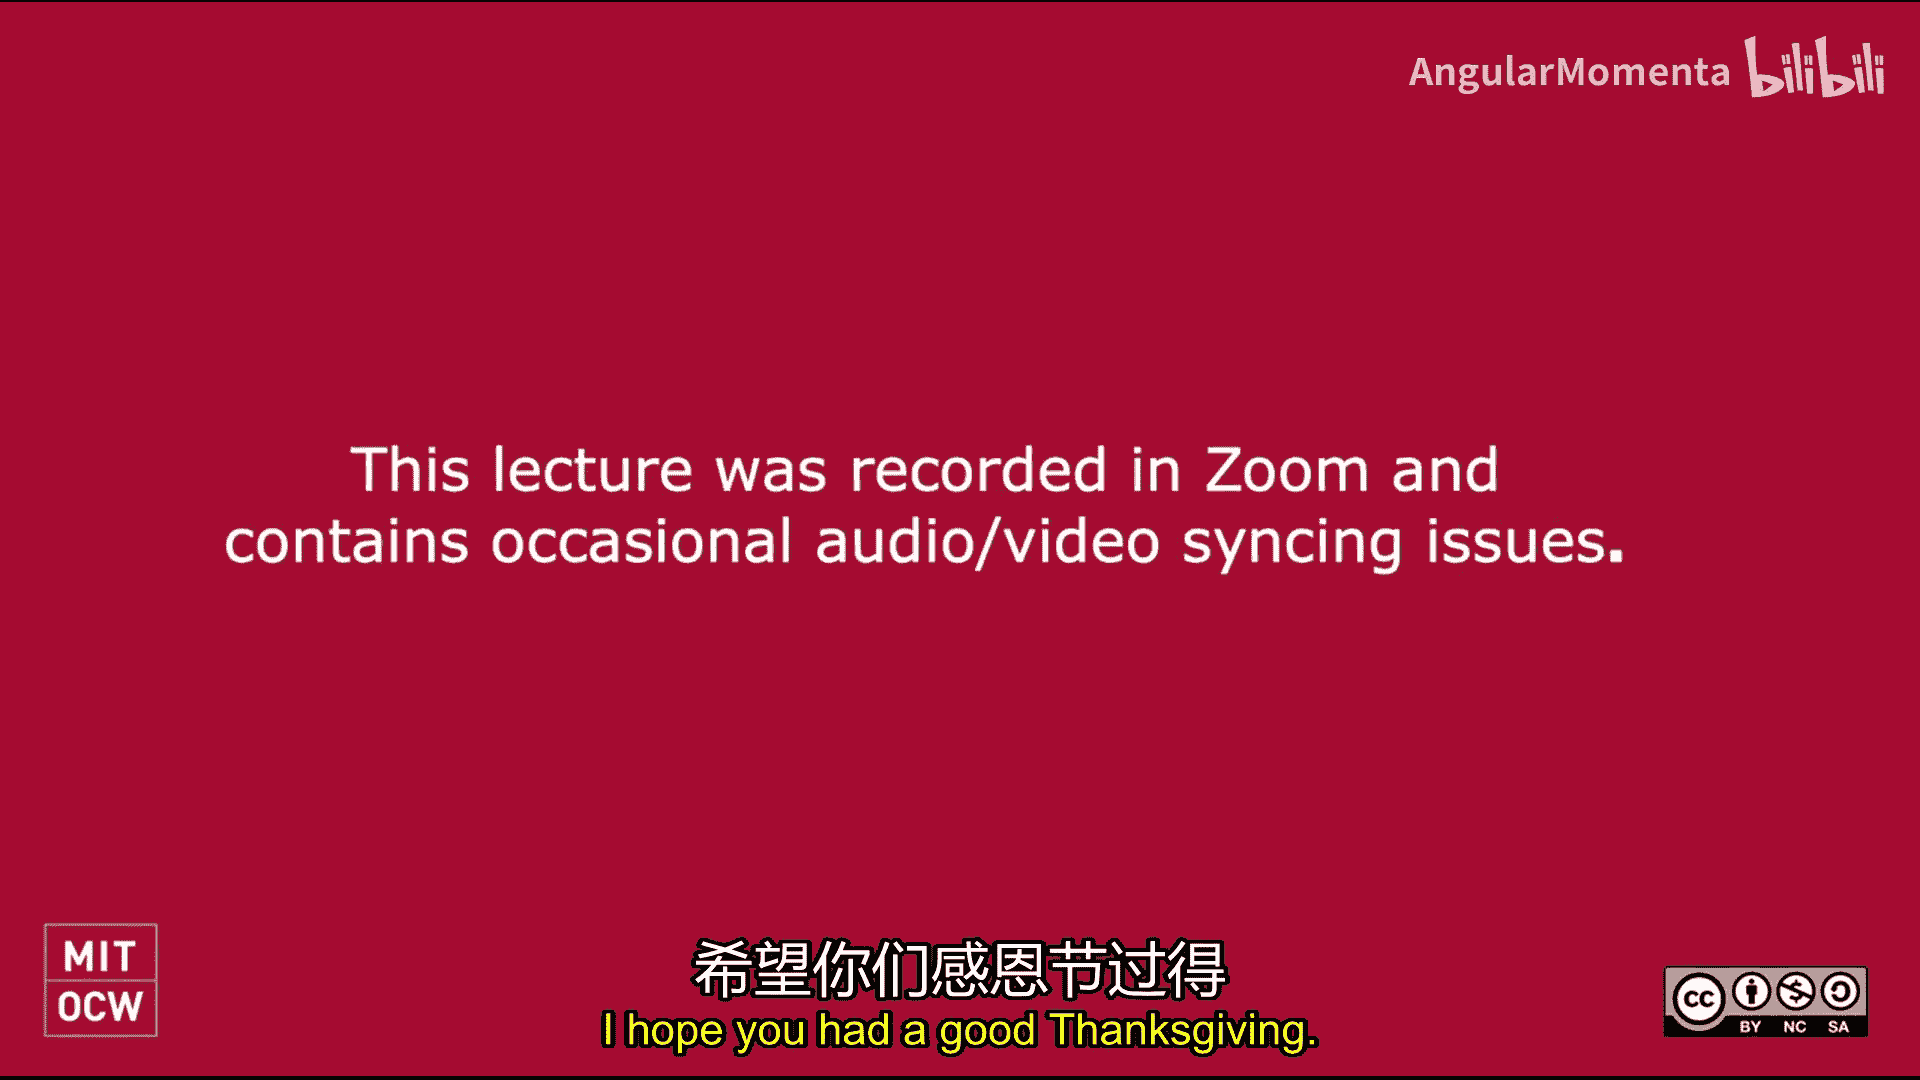 AngularMomenta bilibili
This lecture was recorded in Zoom and
contains occasional audio/video syncing issues.
MIT
OCW
希望你们感恩节过得
I hope you had a good Thanksgiving.
cc
BY NC SA